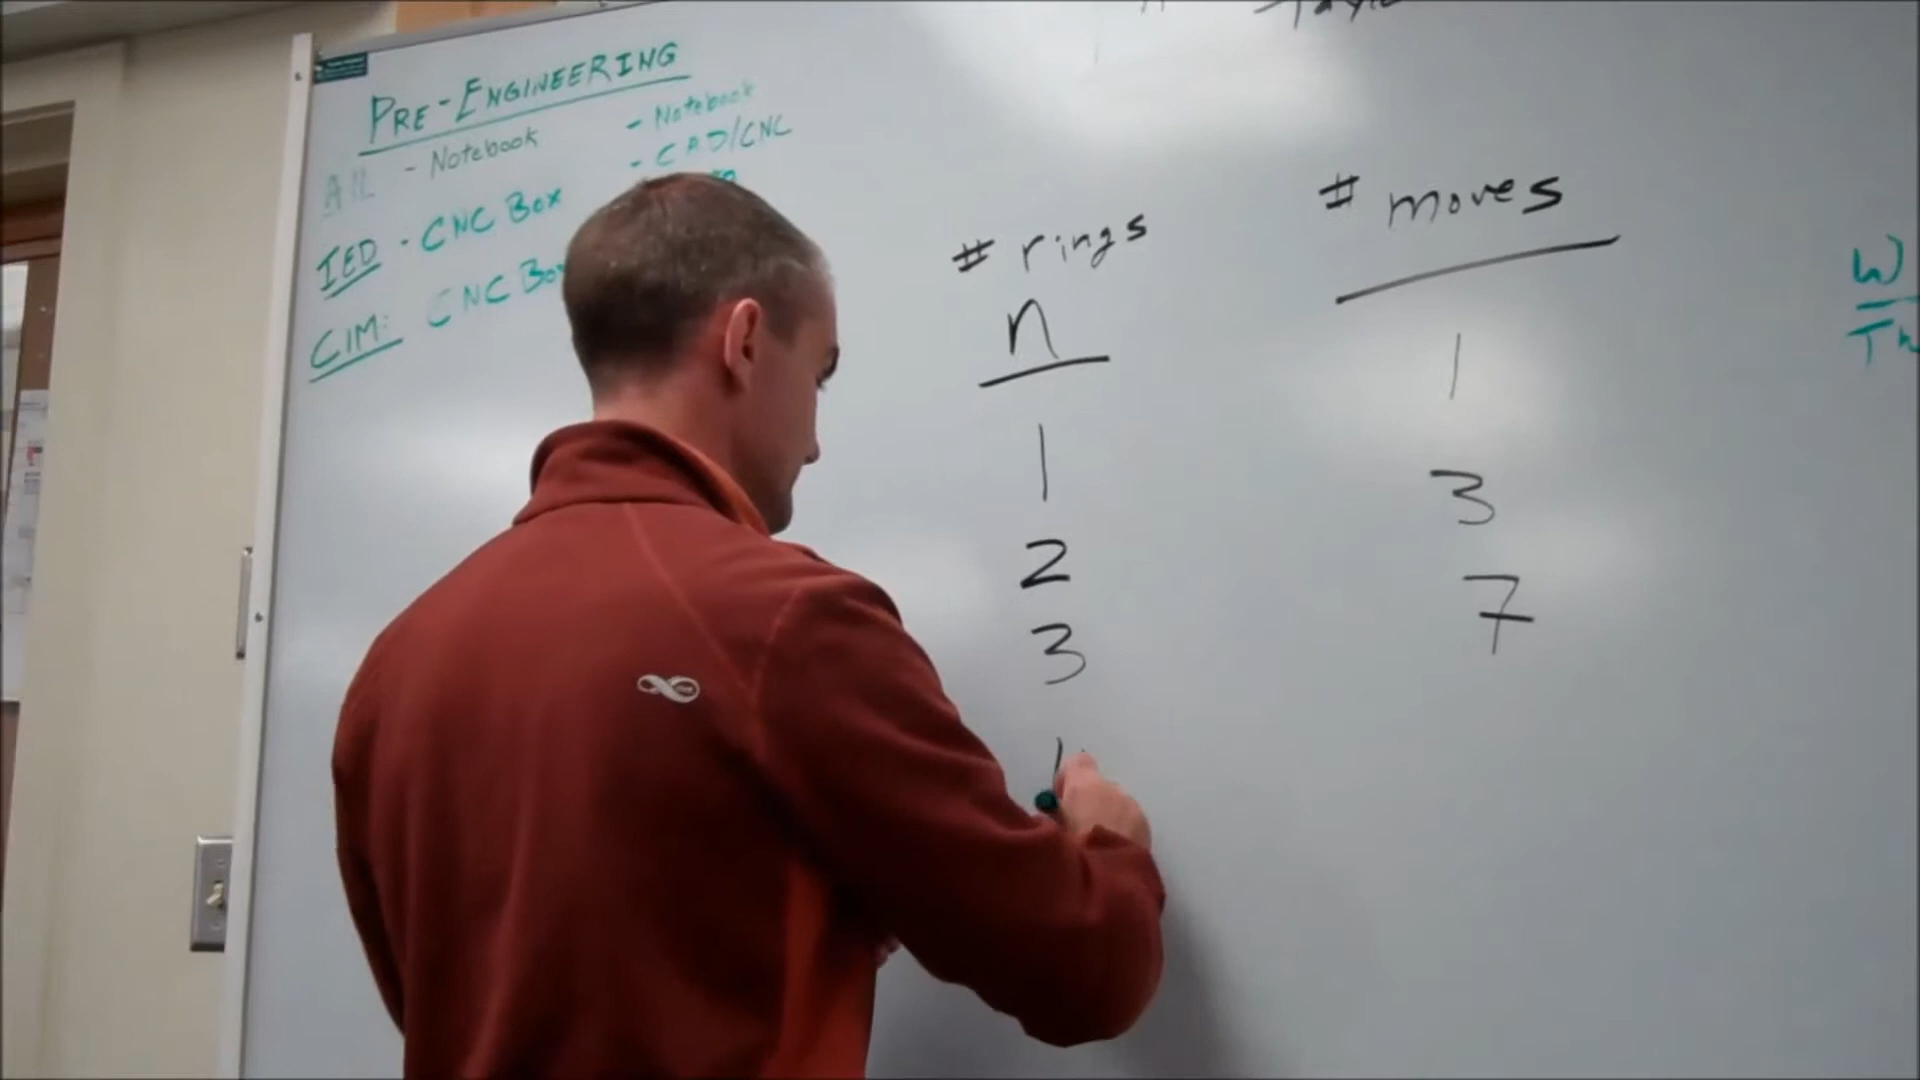 PRE-ENGINEERING
All - Notebook
IED - CNC Box
CIM: CNC Box
- Notebook
- CAD/CNC
# rings
n
1
2
3
# moves
1
3
7
W